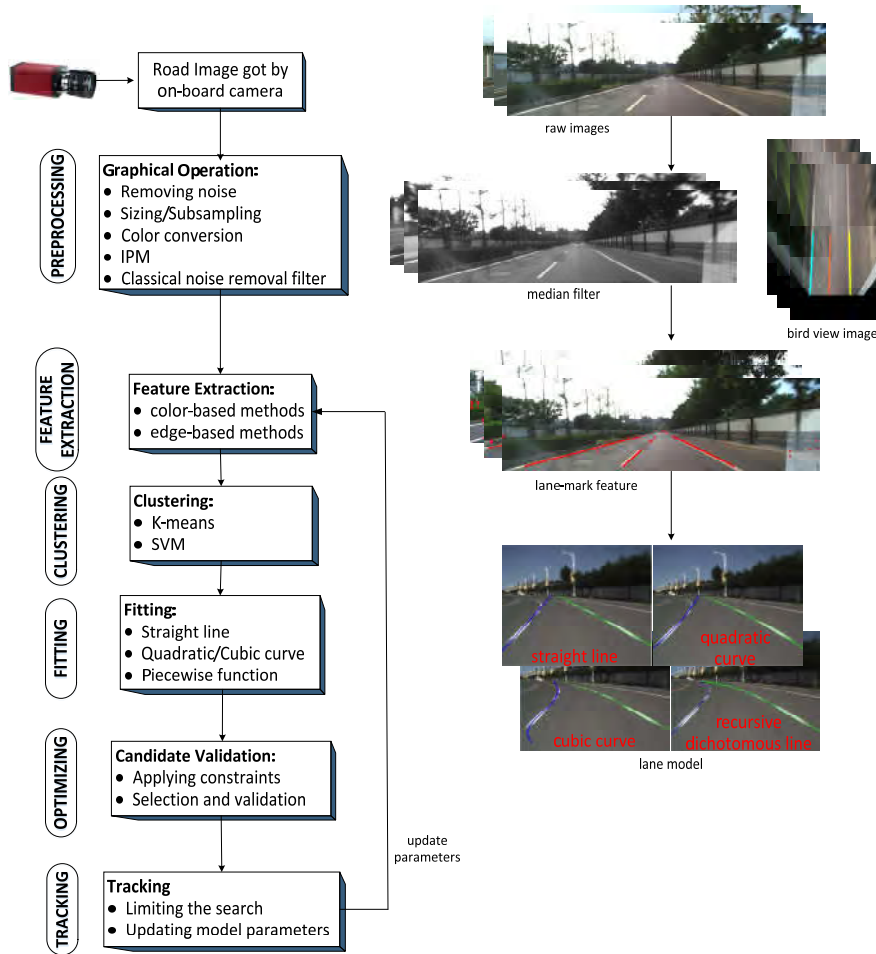 Road Image got by
on-board camera
PREPROCESSING
Graphical Operation:
● Removing noise
● Sizing/Subsampling
● Color conversion
● IPM
● Classical noise removal filter
FEATURE
EXTRACTION
Feature Extraction:
● color-based methods
● edge-based methods
CLUSTERING
Clustering:
● K-means
● SVM
FITTING
Fitting:
● Straight line
● Quadratic/Cubic curve
● Piecewise function
OPTIMIZING
Candidate Validation:
● Applying constraints
● Selection and validation
update
parameters
TRACKING
Tracking
● Limiting the search
● Updating model parameters
raw images
median filter
bird view image
lane-mark feature
straight line
quadratic
curve
cubic curve
recursive
dichotomous line
lane model